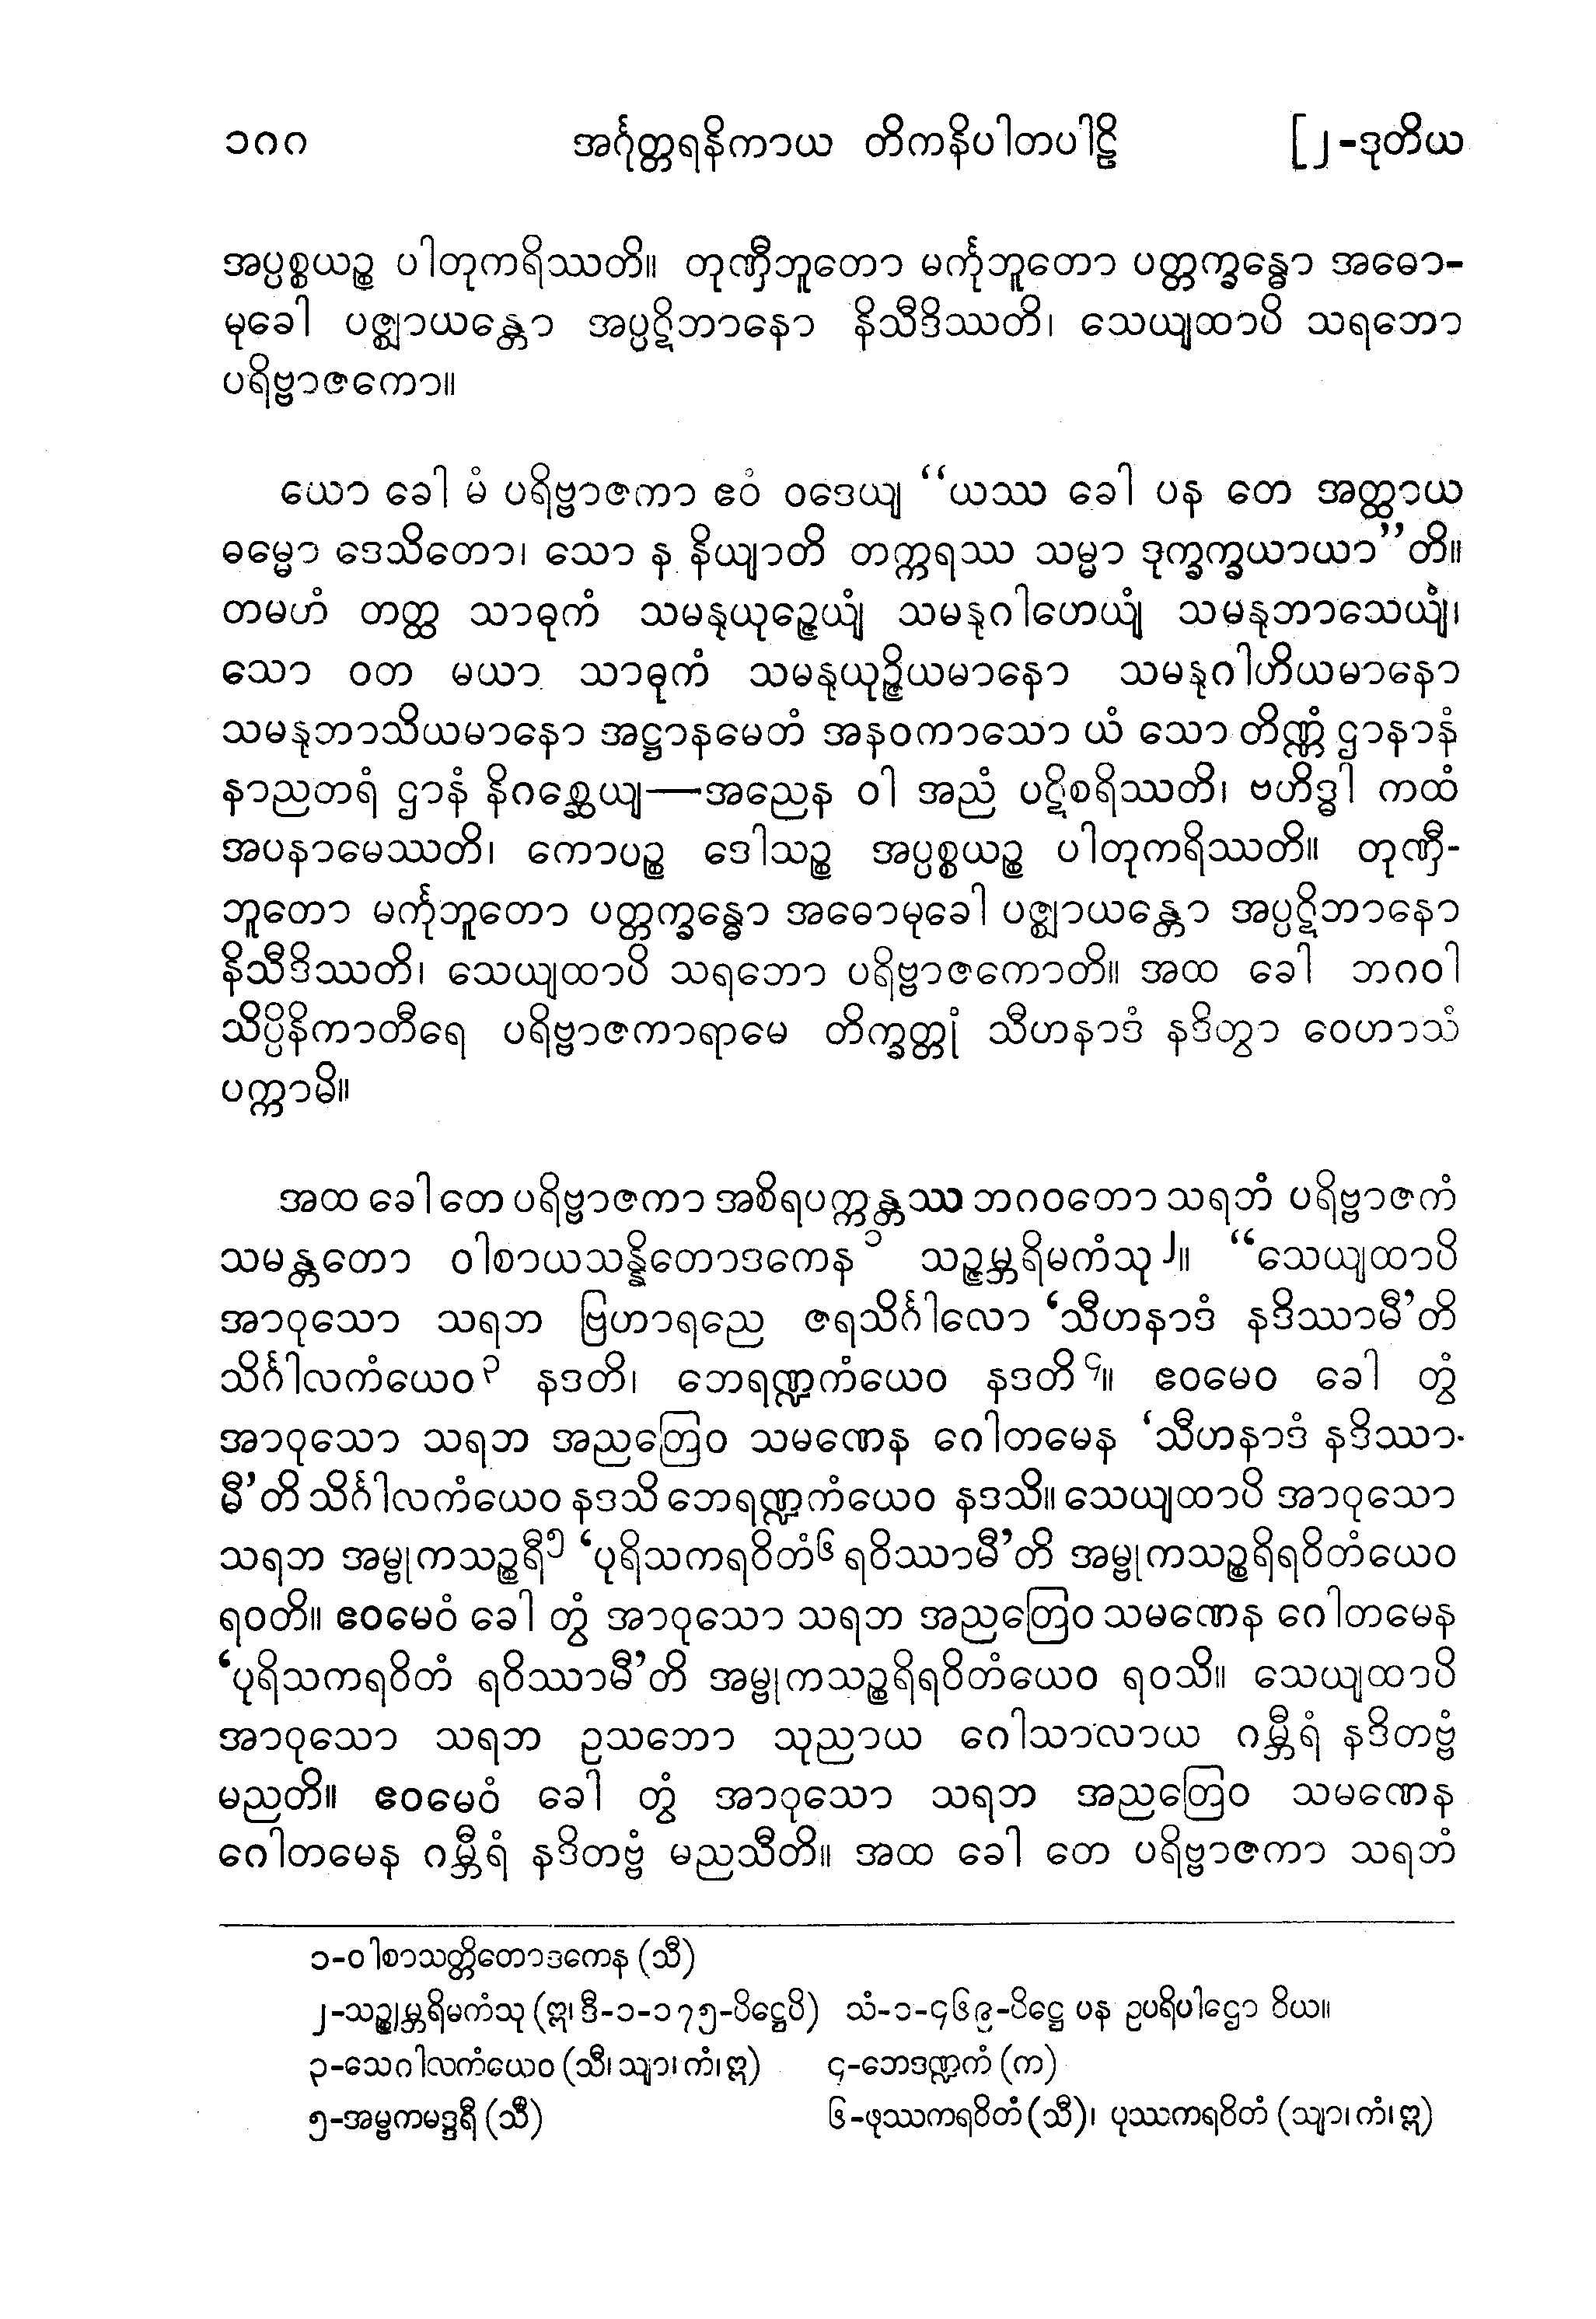 ၁၈၈ အင်္ဂုတ္တရနိကာယ တိကနိပါတပါဠိ [၂-ဒုတိယ
အပ္ပစ္စယဉ္စ ပါတုကရိဿတိ။ တုဏှီဘူတော မင်္ကုဘူတော ပတ္တက္ခန္ဓော အဓော-
မုခေါ ပဇ္ဈာယန္တော အပ္ပဋိဘာနော နိသီဒိဿတိ၊ သေယျထာပိ သရဘော
ပရိဗ္ဗာဇကော။
ယော ခေါ မံ ပရိဗ္ဗာဇကာ ဧဝံ ဝဒေယျ “ယဿ ခေါ ပန တေ အတ္ထာယ
ဓမ္မော ဒေသိတော၊ သော န နိယျာတိ တက္ကရဿ သမ္မာ ဒုက္ခက္ခယာယာ”တိ။
တမဟံ တတ္ထ သာဓုကံ သမနုယုဉ္ဇေယျံ သမနုဂါဟေယျံ သမနုဘာသေယျံ၊
သော ဝတ မယာ သာဓုကံ သမနုယုဉ္ဇိယမာနော သမနုဂါဟိယမာနော
သမနုဘာသိယမာနော အဋ္ဌာနမေတံ အနဝကာသော ယံ သော တိဏ္ဏံ ဌာနာနံ
နာညတရံ ဌာနံ နိဂစ္ဆေယျ—အညေန ဝါ အညံ ပဋိစရိဿတိ၊ ဗဟိဒ္ဓါ ကထံ
အပနာမေဿတိ၊ ကောပဉ္စ ဒေါသဉ္စ အပ္ပစ္စယဉ္စ ပါတုကရိဿတိ။ တုဏှီ-
ဘူတော မင်္ကုဘူတော ပတ္တက္ခန္ဓော အဓောမုခေါ ပဇ္ဈာယန္တော အပ္ပဋိဘာနော
နိသီဒိဿတိ၊ သေယျထာပိ သရဘော ပရိဗ္ဗာဇကောတိ။ အထ ခေါ ဘဂဝါ
သိပ္ပိနိကာတီရေ ပရိဗ္ဗာဇကာရာမေ တိက္ခတ္တုံ သီဟနာဒံ နဒိတွာ ဝေဟာသံ
ပက္ကာမိ။
အထ ခေါ တေ ပရိဗ္ဗာဇကာ အစိရပက္ကန္တဿ ဘဂဝတော သရဘံ ပရိဗ္ဗာဇကံ
သမန္တတော ဝါစာယသန္နိတောဒကေန၁ သဉ္ဇမ္ဘရိမကံသု၂။ “သေယျထာပိ
အာဝုသော သရဘ ဗြဟာရညေ ဇရသိင်္ဂါလော ‘သီဟနာဒံ နဒိဿာမီ’တိ
သိင်္ဂါလကံယေဝ၃ နဒတိ၊ ဘေရဏ္ဍကံယေဝ နဒတိ၄။ ဧဝမေဝ ခေါ တွံ
အာဝုသော သရဘ အညတြေဝ သမဏေန ဂေါတမေန ‘သီဟနာဒံ နဒိဿာ-
မီ’တိ သိင်္ဂါလကံယေဝ နဒသိ ဘေရဏ္ဍကံယေဝ နဒသိ။ သေယျထာပိ အာဝုသော
သရဘ အမ္ဗုကသဉ္စရီ၅ ‘ပုရိသကရဝိတံ၆ ရဝိဿာမီ’တိ အမ္ဗုကသဉ္စရိရဝိတံယေဝ
ရဝတိ။ ဧဝမေဝံ ခေါ တွံ အာဝုသော သရဘ အညတြေဝ သမဏေန ဂေါတမေန
‘ပုရိသကရဝိတံ ရဝိဿာမီ’တိ အမ္ဗုကသဉ္စရိရဝိတံယေဝ ရဝသိ။ သေယျထာပိ
အာဝုသော သရဘ ဥသဘော သုညာယ ဂေါသာလာယ ဂမ္ဘီရံ နဒိတဗ္ဗံ
မညတိ။ ဧဝမေဝံ ခေါ တွံ အာဝုသော သရဘ အညတြေဝ သမဏေန
ဂေါတမေန ဂမ္ဘီရံ နဒိတဗ္ဗံ မညသီတိ။ အထ ခေါ တေ ပရိဗ္ဗာဇကာ သရဘံ
၁-ဝါစာသတ္တိတောဒကေန (သီ)
၂-သဉ္စုမ္ဘရိမကံသု (ဣ၊ ဒီ-၁-၁၇၅-ပိဋ္ဌေပိ) သံ-၁-၄၆၉-ပိဋ္ဌေ ပန ဥပရိပါဌော ဝိယ။
၃-သေဂါလကံယေဝ (သီ၊ သျာ၊ ကံ၊ ဣ) ၄-ဘေဒဏ္ဍကံ (က)
၅-အမ္ဗကမဒ္ဒရီ (သီ) ၆-ဖုဿကရဝိတံ (သီ)၊ ပုဿကရဝိတံ (သျာ၊ ကံ၊ ဣ)